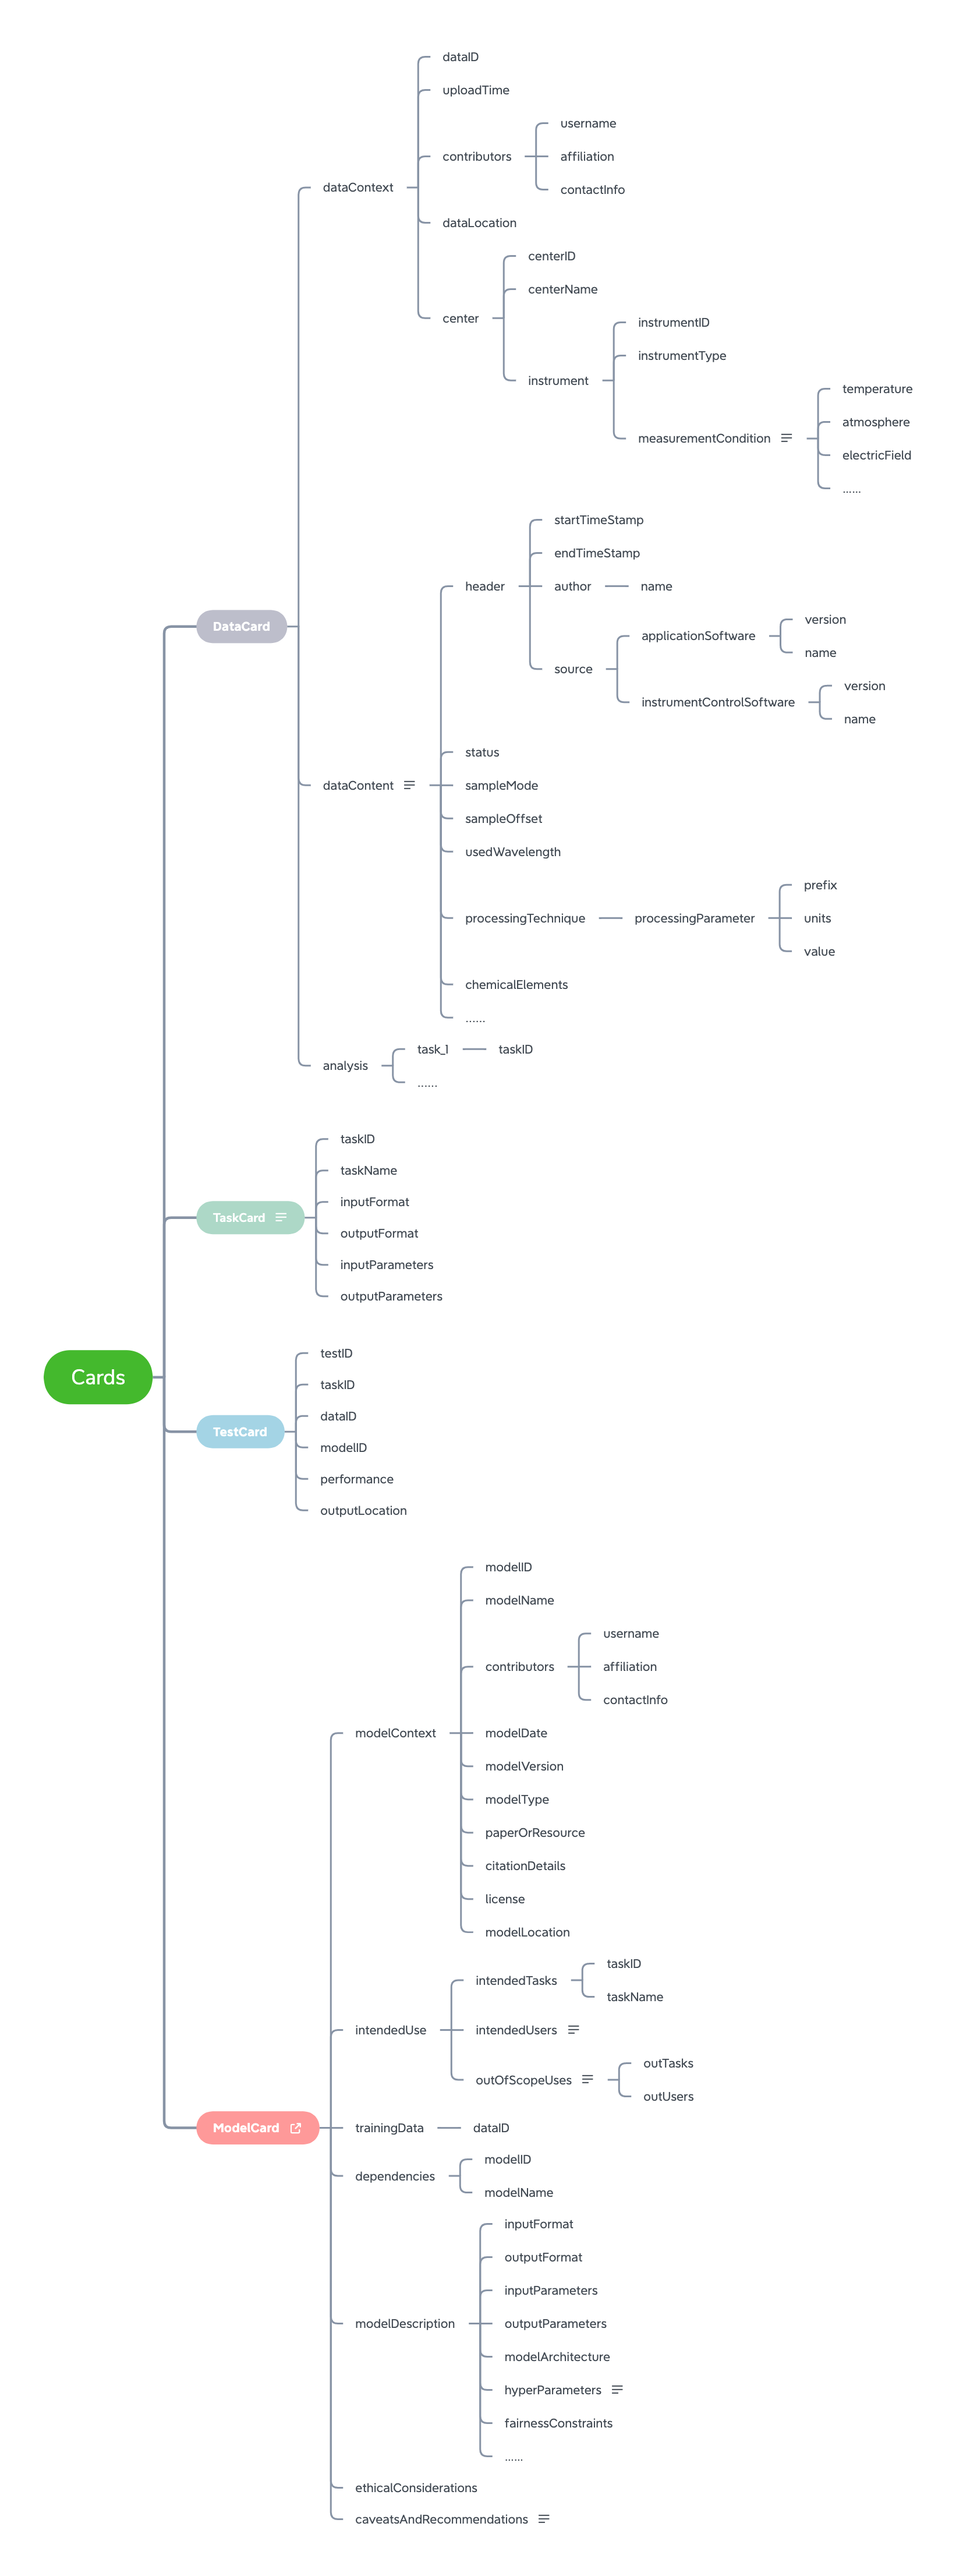 dataID
uploadTime
username
contributors
affiliation
contactInfo
dataContext
dataLocation
centerID
centerName
center
instrumentID
instrumentType
instrument
temperature
atmosphere
measurementCondition
electricField
......
startTimeStamp
endTimeStamp
header
author
name
version
applicationSoftware
name
DataCard
source
version
instrumentControlSoftware
name
status
dataContent
sampleMode
sampleOffset
usedWavelength
prefix
processingTechnique
processingParameter
units
value
chemicalElements
......
task_1
taskID
analysis
......
taskID
taskName
inputFormat
TaskCard
outputFormat
inputParameters
outputParameters
Cards
testID
taskID
dataID
TestCard
modelID
performance
outputLocation
modelID
modelName
username
contributors
affiliation
contactInfo
modelContext
modelDate
modelVersion
modelType
paperOrResource
citationDetails
license
modelLocation
taskID
intendedTasks
taskName
intendedUse
intendedUsers
outTasks
outOfScopeUses
outUsers
ModelCard
trainingData
dataID
modelID
dependencies
modelName
inputFormat
outputFormat
inputParameters
modelDescription
outputParameters
modelArchitecture
hyperParameters
fairnessConstraints
......
ethicalConsiderations
caveatsAndRecommendations